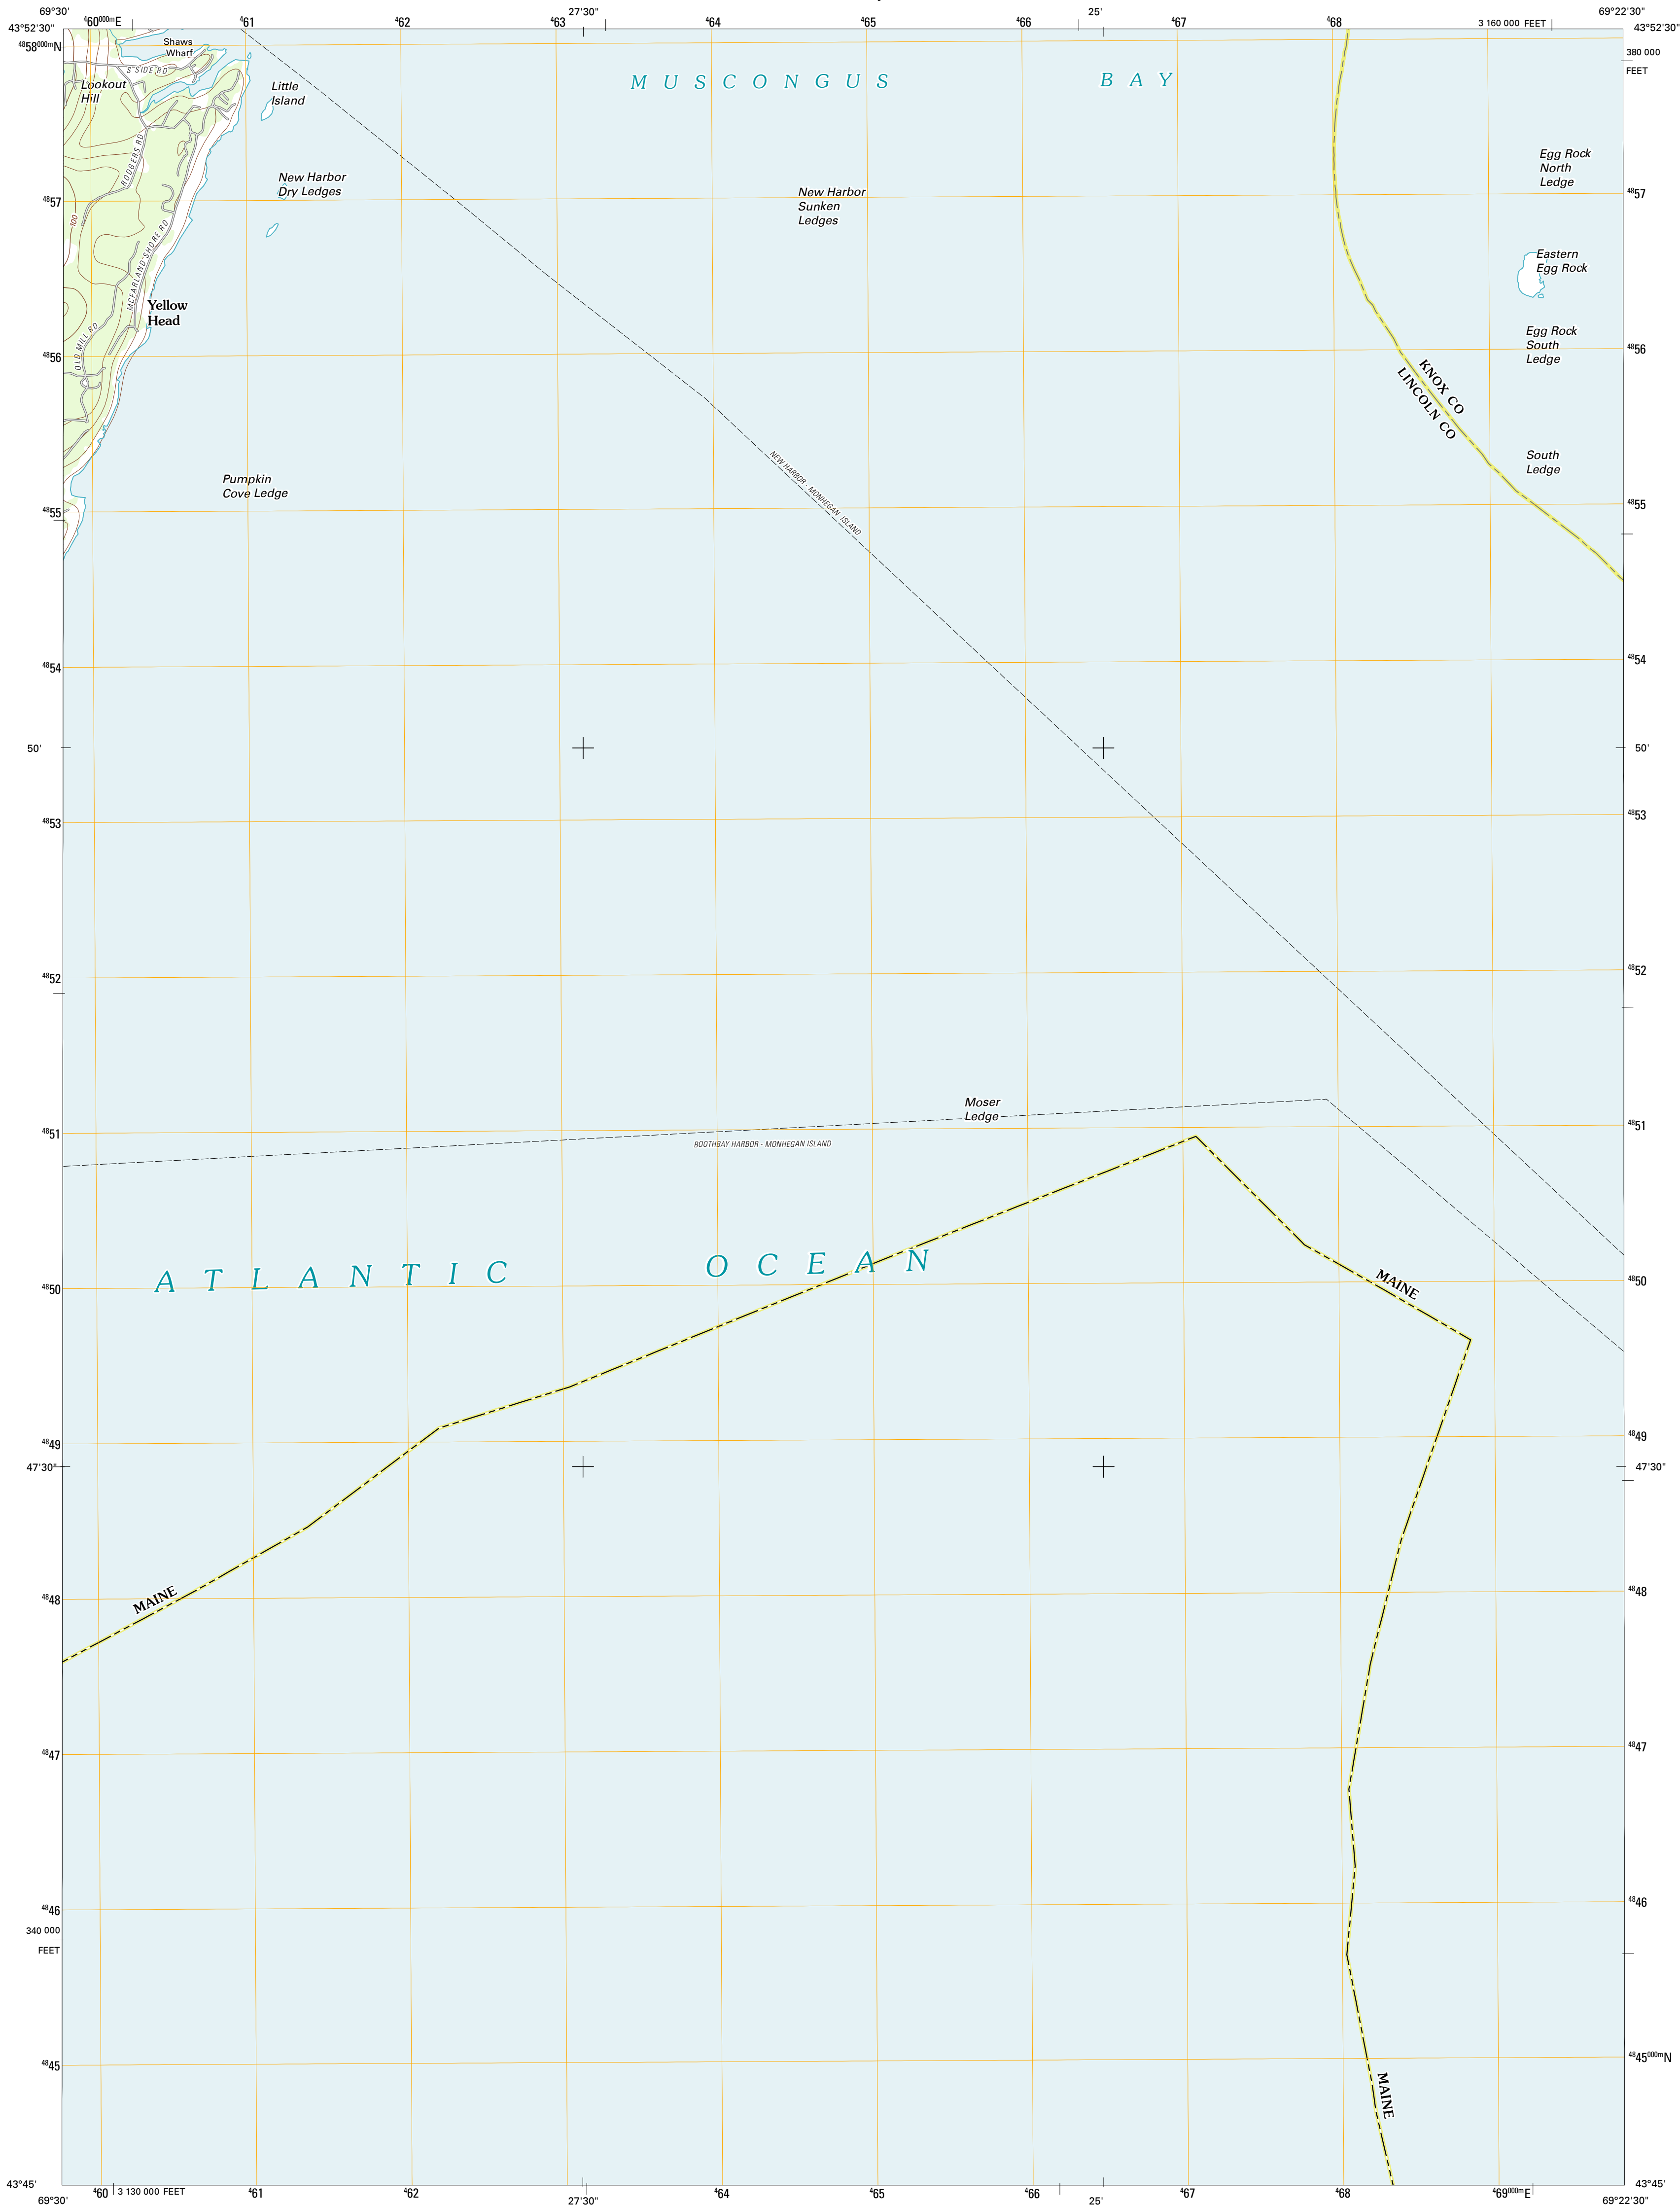 69°30'
⁴60⁰⁰⁰ᵐE
⁴61
⁴62
⁴63
27'30"
⁴64
⁴65
⁴66
25'
⁴67
⁴68
3 160 000 FEET
69°22'30"
43°52'30"
43°52'30"
⁴⁸58⁰⁰⁰ᵐN
380 000
FEET
Shaws
Wharf
S SIDE RD
Lookout
Hill
Little
Island
MUSCONGUS BAY
RODGERS RD
New Harbor
Dry Ledges
New Harbor
Sunken
Ledges
Egg Rock
North
Ledge
⁴⁸57
⁴⁸57
100
MCFARLAND SHORE RD
Eastern
Egg Rock
Yellow
Head
OLD MILL RD
Egg Rock
South
Ledge
⁴⁸56
⁴⁸56
KNOX CO
LINCOLN CO
South
Ledge
Pumpkin
Cove Ledge
NEW HARBOR - MONHEGAN ISLAND
⁴⁸55
⁴⁸55
⁴⁸54
⁴⁸54
50'
50'
⁴⁸53
⁴⁸53
⁴⁸52
⁴⁸52
Moser
Ledge
⁴⁸51
⁴⁸51
BOOTHBAY HARBOR - MONHEGAN ISLAND
ATLANTIC OCEAN
⁴⁸50
⁴⁸50
MAINE
⁴⁸49
⁴⁸49
47'30"
47'30"
⁴⁸48
⁴⁸48
MAINE
⁴⁸47
⁴⁸47
⁴⁸46
⁴⁸46
340 000
FEET
⁴⁸45
⁴⁸45⁰⁰⁰ᵐN
MAINE
43°45'
43°45'
69°30'
⁴60
3 130 000 FEET
⁴61
⁴62
27'30"
⁴64
⁴65
⁴66
25'
⁴67
⁴68
⁴69⁰⁰⁰ᵐE
69°22'30"